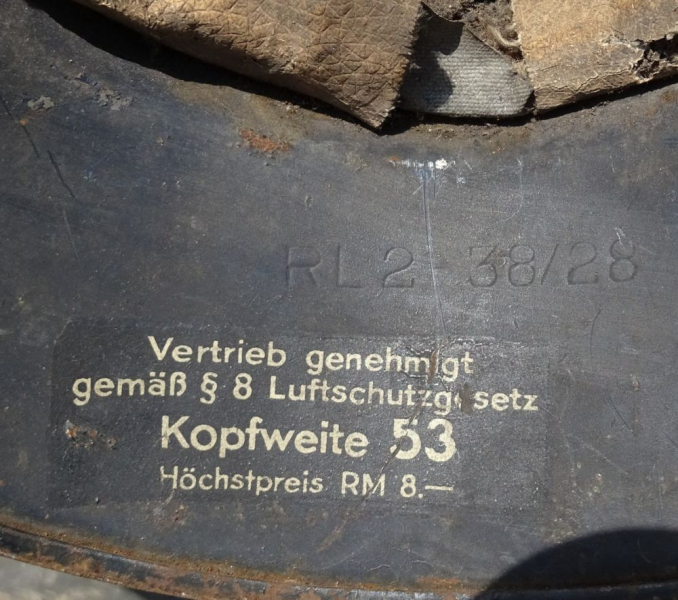 RL2-38/28
Vertrieb genehmigt
gemäß § 8 Luftschutzgesetz
Kopfweite 53
Höchstpreis RM 8.—